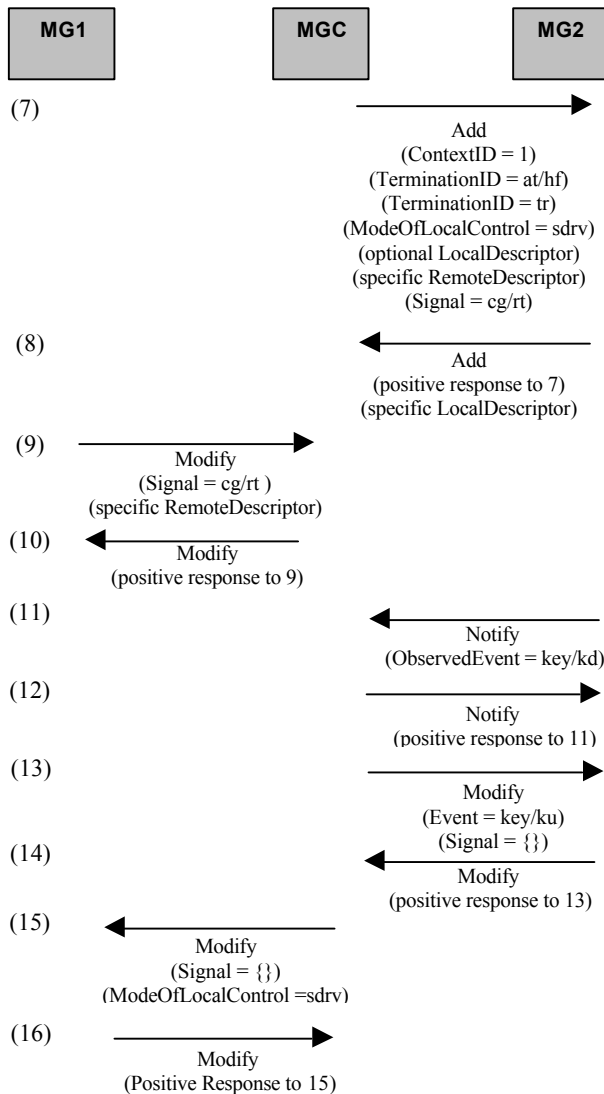 MG1 MGC MG2
(7)
Add
(ContextID = 1)
(TerminationID = at/hf)
(TerminationID = tr)
(ModeOfLocalControl = sdrv)
(optional LocalDescriptor)
(specific RemoteDescriptor)
(Signal = cg/rt)
(8)
Add
(positive response to 7)
(specific LocalDescriptor)
(9)
Modify
(Signal = cg/rt )
(specific RemoteDescriptor)
(10)
Modify
(positive response to 9)
(11)
Notify
(ObservedEvent = key/kd)
(12)
Notify
(positive response to 11)
(13)
Modify
(Event = key/ku)
(Signal = {})
(14)
Modify
(positive response to 13)
(15)
Modify
(Signal = {})
(ModeOfLocalControl =sdrv)
(16)
Modify
(Positive Response to 15)